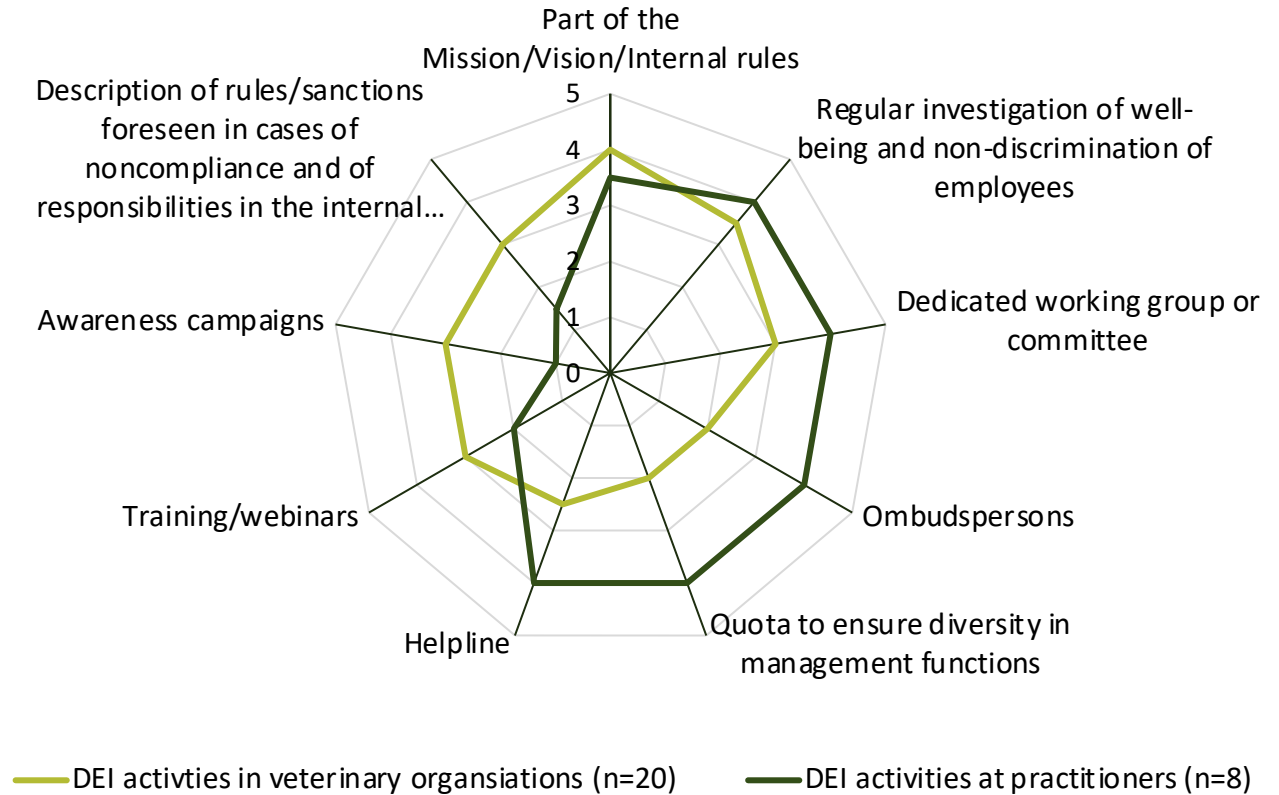 Part of the
Mission/Vision/Internal rules
Description of rules/sanctions
foreseen in cases of
noncompliance and of
responsibilities in the internal...
Regular investigation of well-
being and non-discrimination of
employees
5
4
3
2
1
0
Dedicated working group or
committee
Awareness campaigns
Training/webinars
Ombudspersons
Helpline
Quota to ensure diversity in
management functions
DEI activties in veterinary organsiations (n=20)
DEI activities at practitioners (n=8)